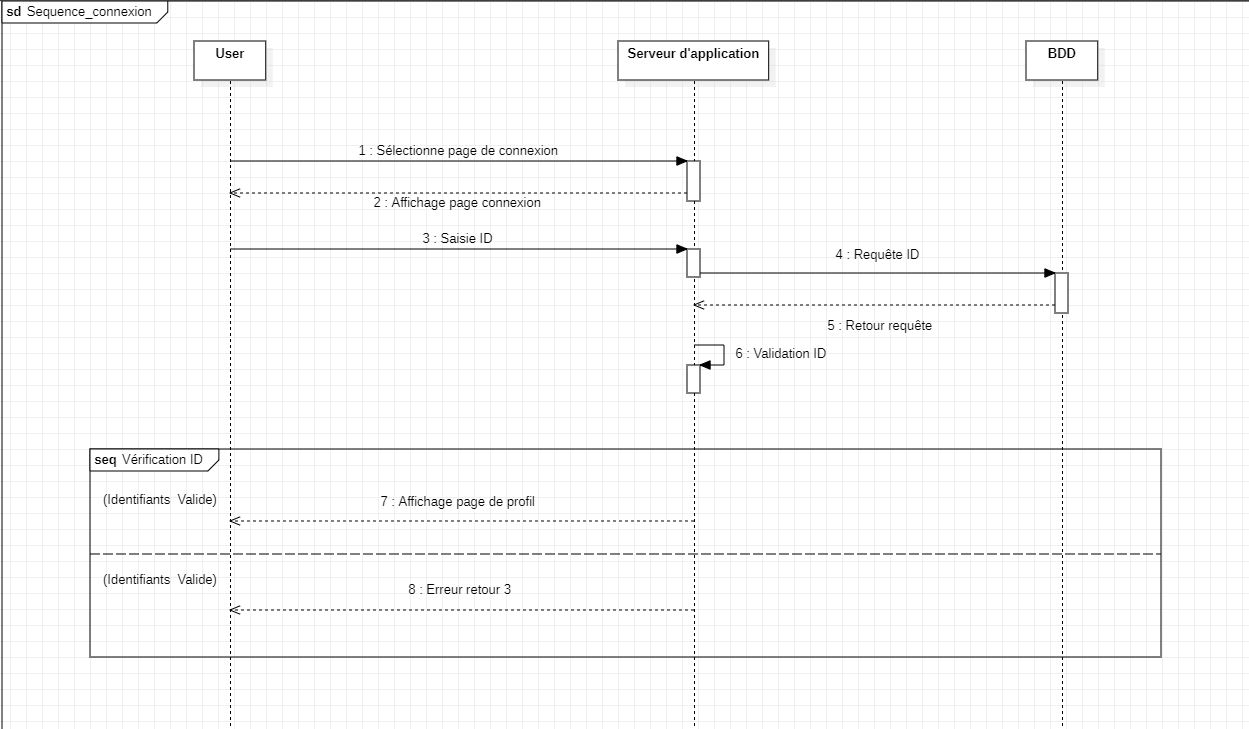 sd Sequence_connexion
User
Serveur d'application
BDD
1 : Sélectionne page de connexion
2 : Affichage page connexion
3 : Saisie ID
4 : Requête ID
5 : Retour requête
6 : Validation ID
seq Vérification ID
(Identifiants Valide)
7 : Affichage page de profil
(Identifiants Valide)
8 : Erreur retour 3